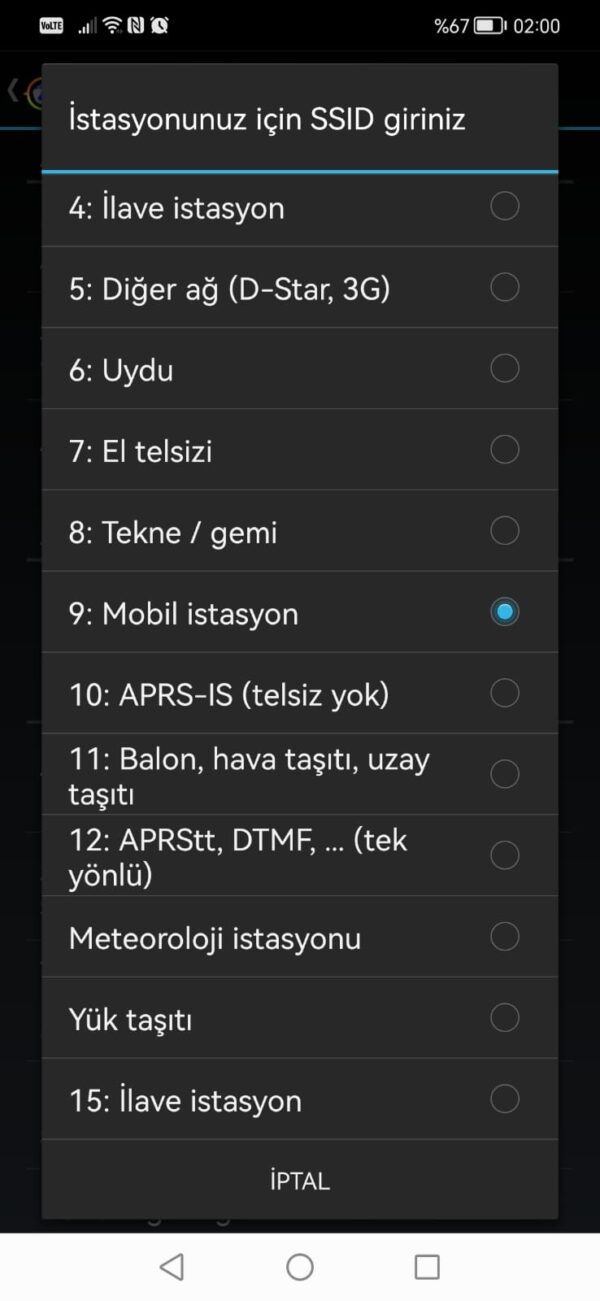 VoLTE %67 02:00
İstasyonunuz için SSID giriniz
4: İlave istasyon
5: Diğer ağ (D-Star, 3G)
6: Uydu
7: El telsizi
8: Tekne / gemi
9: Mobil istasyon
10: APRS-IS (telsiz yok)
11: Balon, hava taşıtı, uzay
taşıtı
12: APRStt, DTMF, ... (tek
yönlü)
Meteoroloji istasyonu
Yük taşıtı
15: İlave istasyon
İPTAL